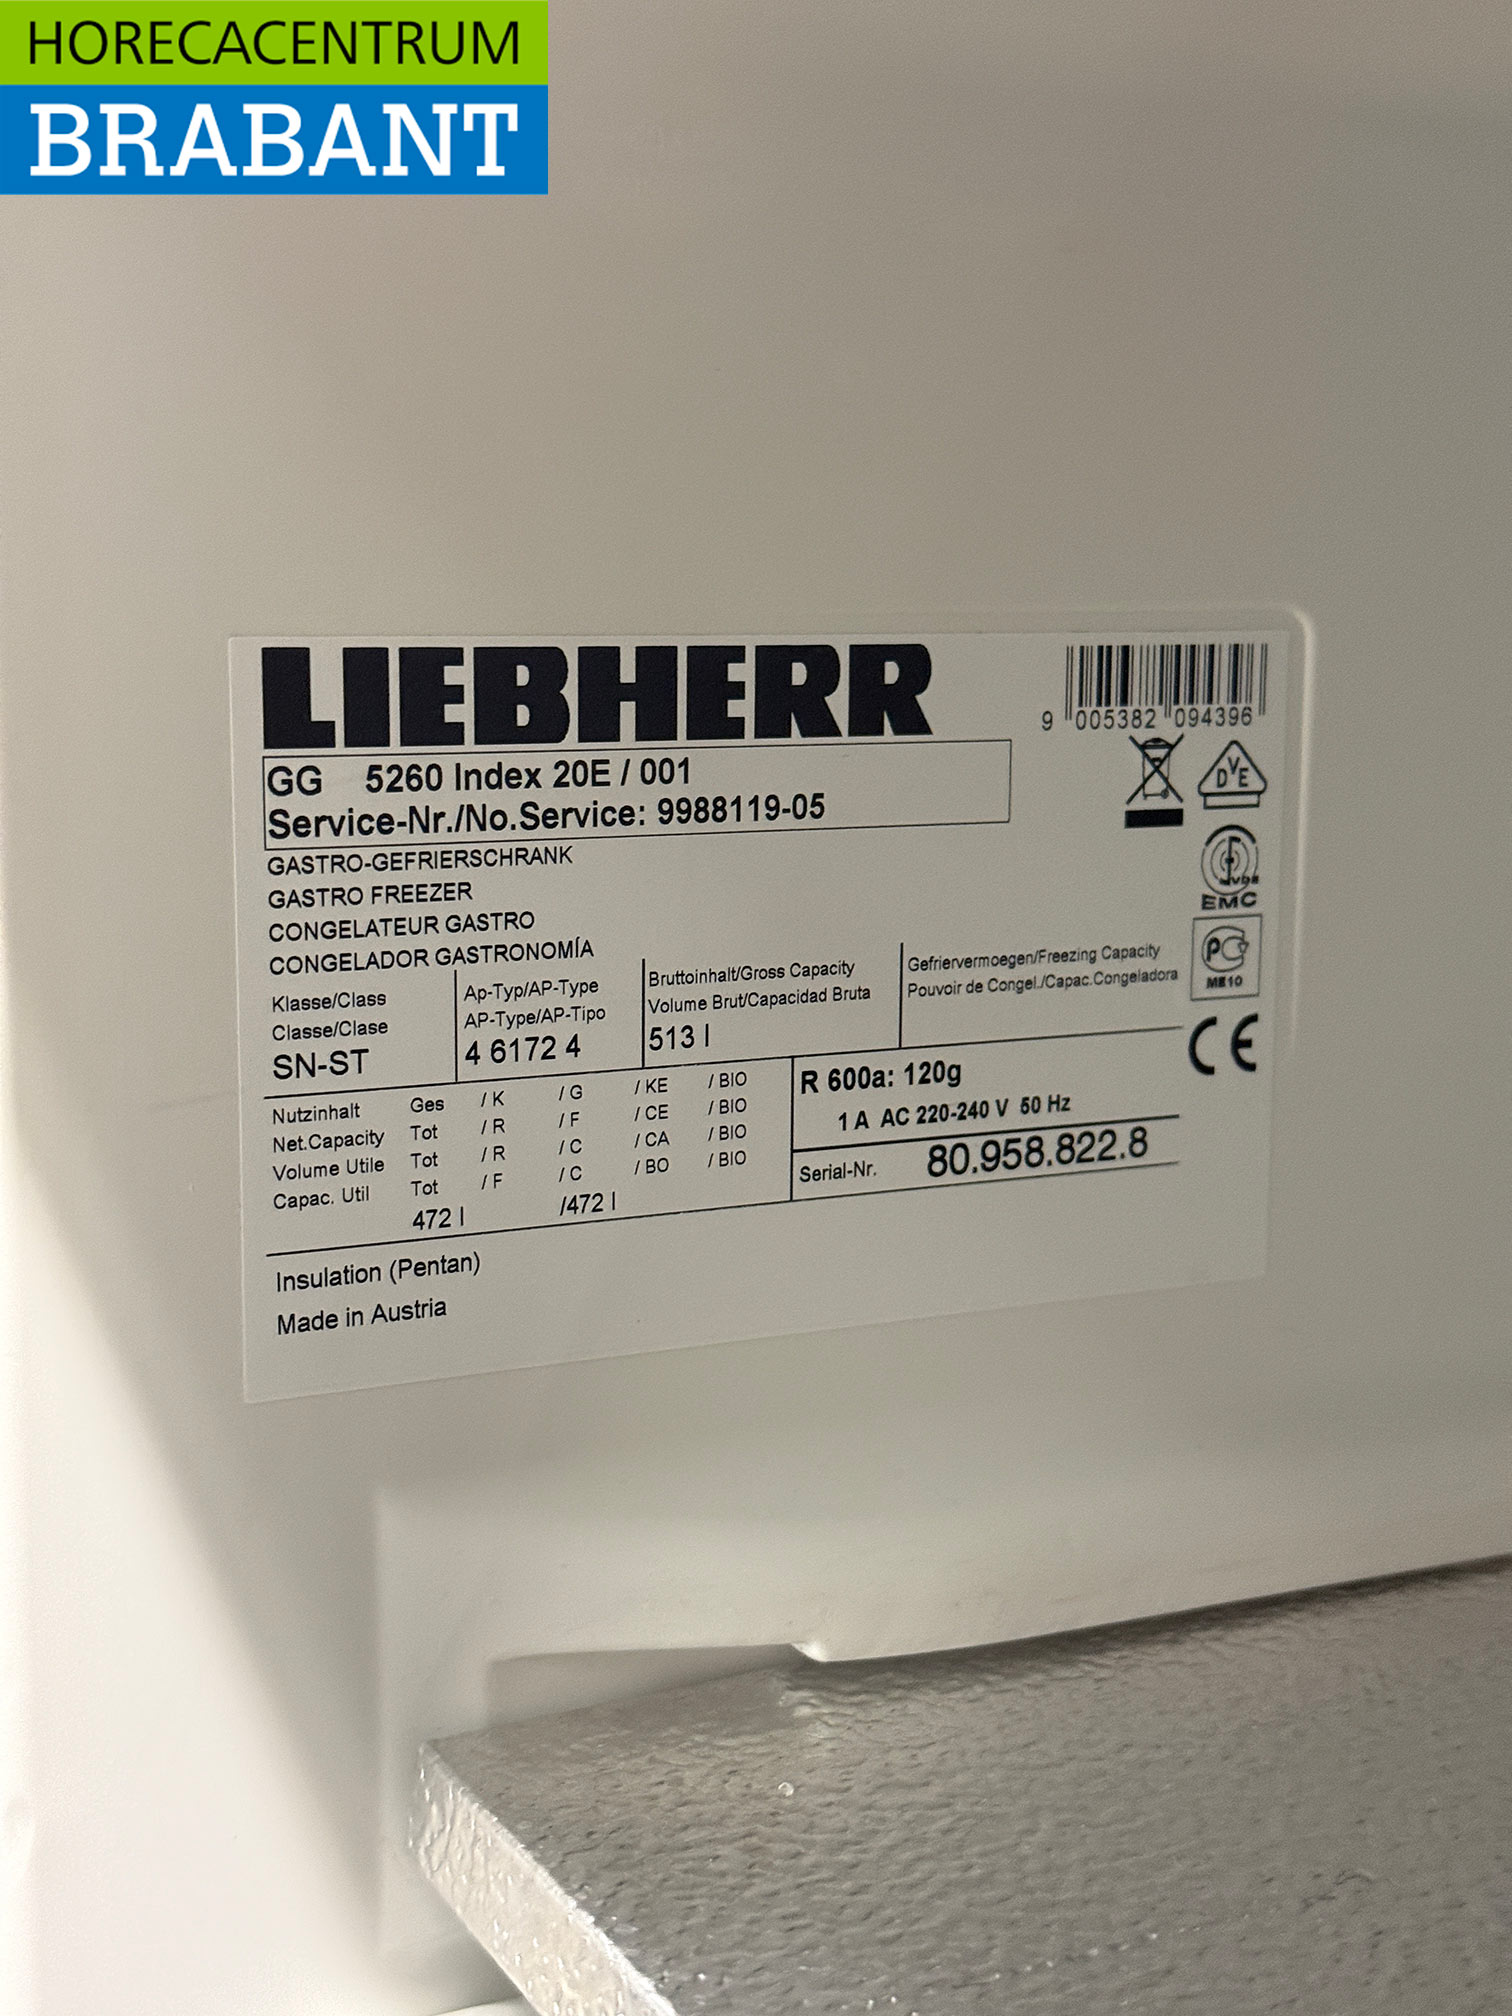 HORECACENTRUM
BRABANT
LIEBHERR
9 005382 094396
GG 5260 Index 20E / 001
Service-Nr./No.Service: 9988119-05
DVE
GASTRO-GEFRIERSCHRANK
GASTRO FREEZER
CONGELATEUR GASTRO
CONGELADOR GASTRONOMÍA
VDE
EMC
PC
ME10
CE
Klasse/Class
Classe/Clase
SN-ST
Ap-Typ/AP-Type
AP-Type/AP-Tipo
4 6172 4
Bruttoinhalt/Gross Capacity
Volume Brut/Capacidad Bruta
513 l
Gefriervermoegen/Freezing Capacity
Pouvoir de Congel./Capac.Congeladora
Nutzinhalt Ges / K / G / KE / BIO
Net.Capacity Tot / R / F / CE / BIO
Volume Utile Tot / R / C / CA / BIO
Capac. Util Tot / F / C / BO / BIO
472 l /472 l
R 600a: 120g
1 A AC 220-240 V 50 Hz
Serial-Nr. 80.958.822.8
Insulation (Pentan)
Made in Austria